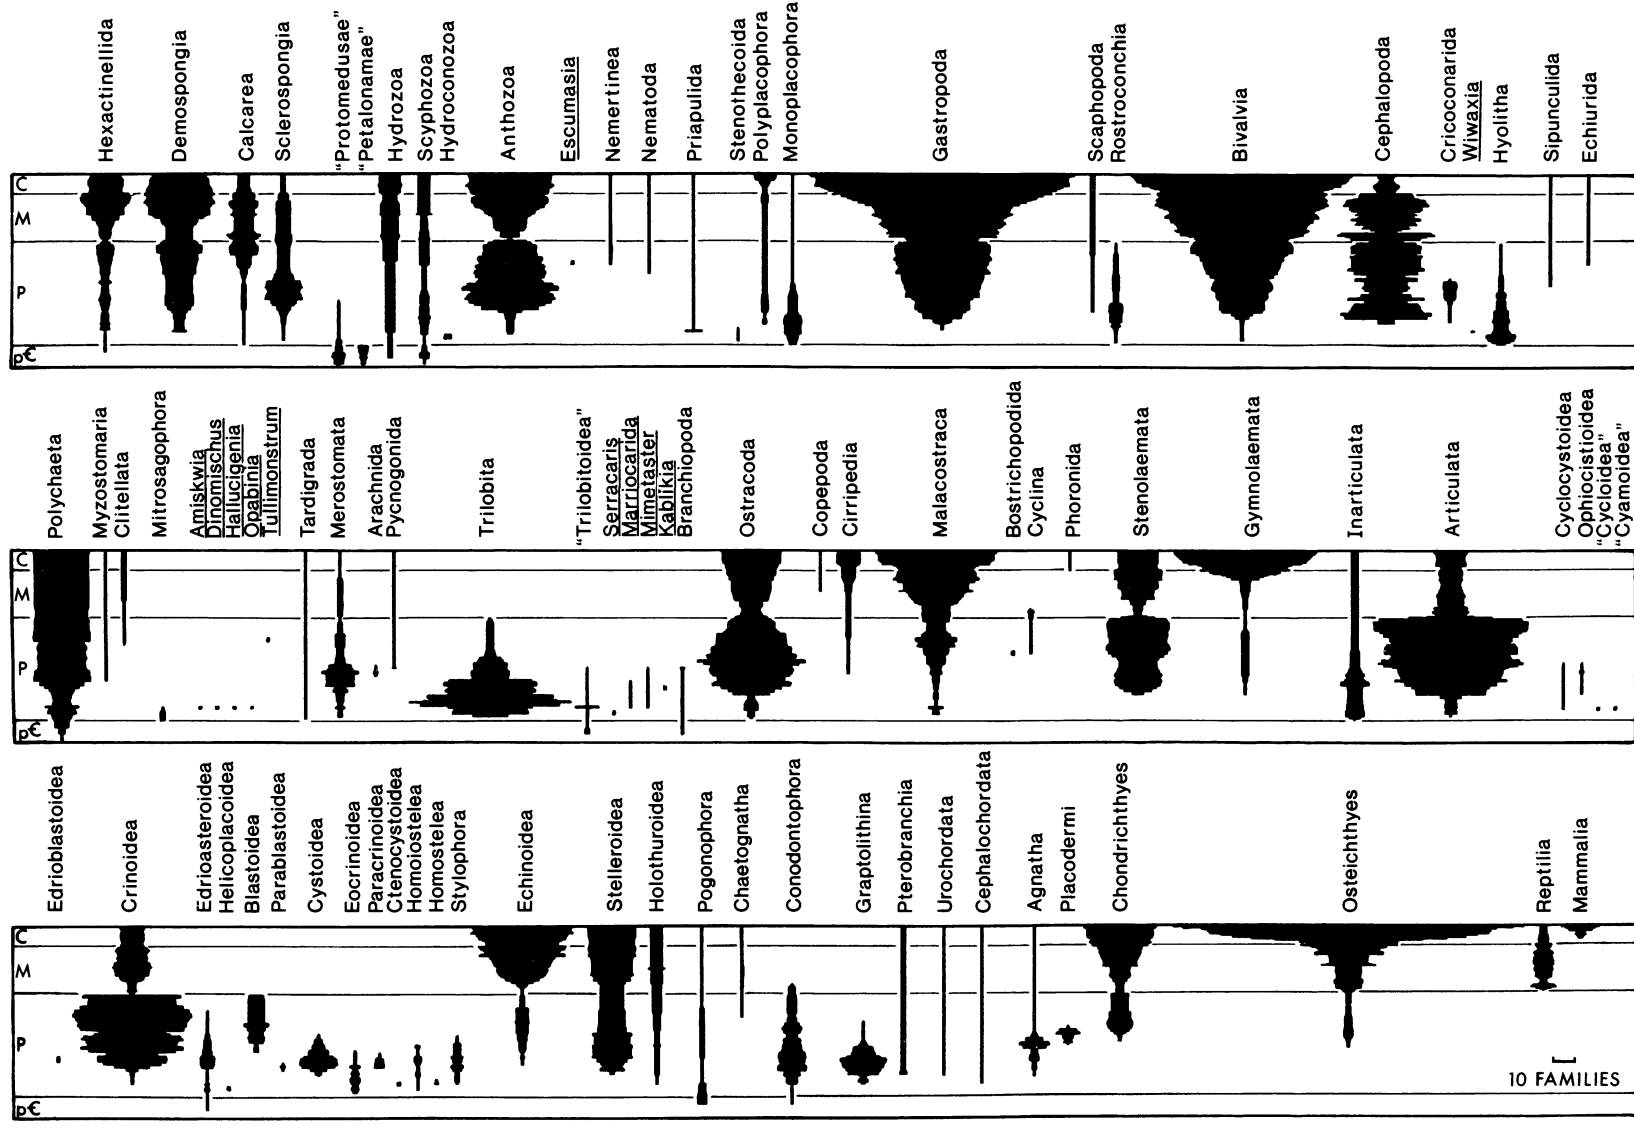 Hexactinellida
Demospongia
Calcarea
Sclerospongia
“Protomedusae”
“Petalonamae”
Hydrozoa
Scyphozoa
Hydroconozoa
Anthozoa
Escumasia
Nemertinea
Nematoda
Priapulida
Stenothecoida
Polyplacophora
Monoplacophora
Gastropoda
Scaphopoda
Rostroconchia
Bivalvia
Cephalopoda
Cricoconarida
Wiwaxia
Hyolitha
Sipunculida
Echiurida
C
M
P
p€
Polychaeta
Myzostomaria
Clitellata
Mitrosagophora
Amiskwia
Dinomischus
Hallucigenia
Opabinia
Tullimonstrum
Tardigrada
Merostomata
Arachnida
Pycnogonida
Trilobita
“Trilobitoidea”
Serracaris
Marriocarida
Mimetaster
Kablikia
Branchiopoda
Ostracoda
Copepoda
Cirripedia
Malacostraca
Bostrichopodida
Cyclina
Phoronida
Stenolaemata
Gymnolaemata
Inarticulata
Articulata
Cyclocystoidea
Ophiocistioidea
“Cycloidea”
“Cyamoidea”
C
M
P
p€
Edrioblastoidea
Crinoidea
Edrioasteroidea
Helicoplacoidea
Blastoidea
Parablastoidea
Cystoidea
Eocrinoidea
Paracrinoidea
Ctenocystoidea
Homoiostelea
Homostelea
Stylophora
Echinoidea
Stelleroidea
Holothuroidea
Pogonophora
Chaetognatha
Conodontophora
Graptolithina
Pterobranchia
Urochordata
Cephalochordata
Agnatha
Placodermi
Chondrichthyes
Osteichthyes
Reptilia
Mammalia
C
M
P
p€
10 FAMILIES